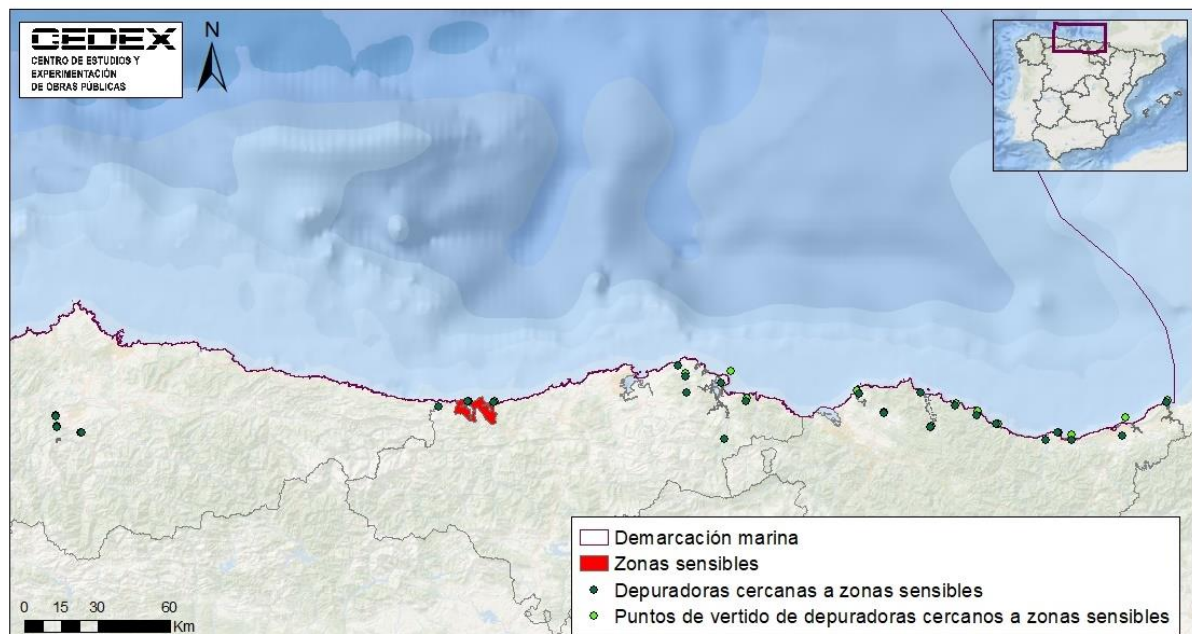 CEDEX
CENTRO DE ESTUDIOS Y
EXPERIMENTACIÓN
DE OBRAS PÚBLICAS
N
Demarcación marina
Zonas sensibles
Depuradoras cercanas a zonas sensibles
Puntos de vertido de depuradoras cercanos a zonas sensibles
0 15 30 60
Km